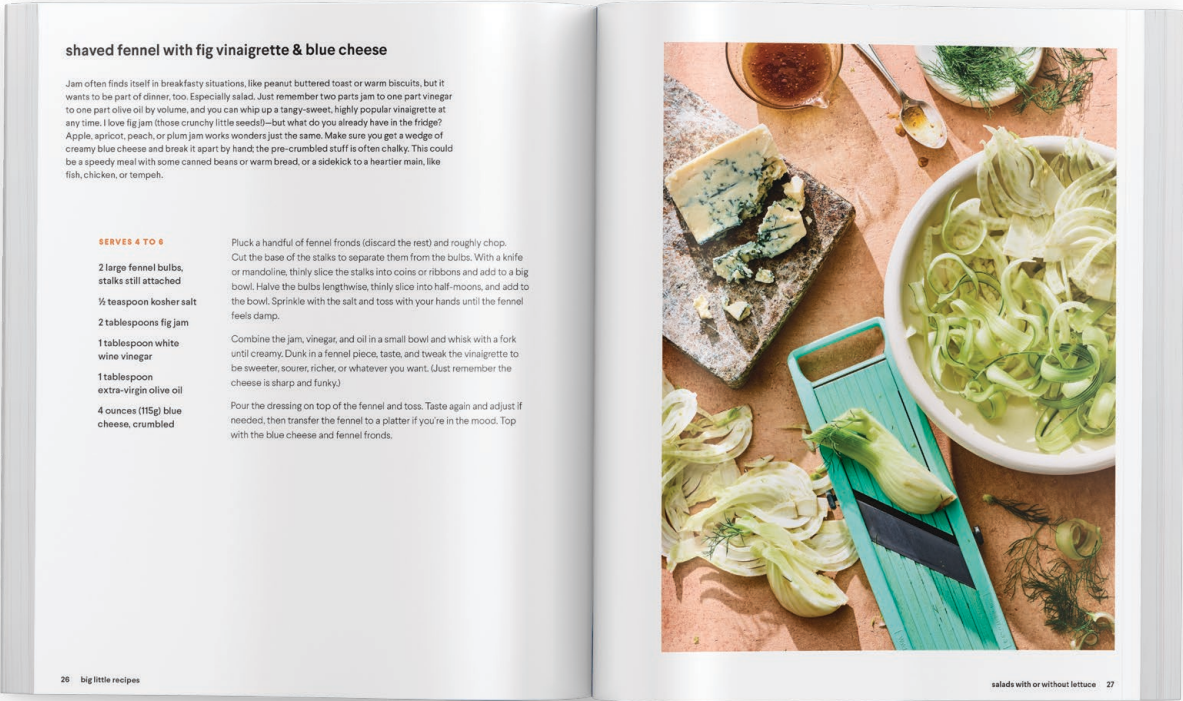 shaved fennel with fig vinaigrette & blue cheese
Jam often finds itself in breakfasty situations, like peanut buttered toast or warm biscuits, but it
wants to be part of dinner, too. Especially salad. Just remember two parts jam to one part vinegar
to one part olive oil by volume, and you can whip up a tangy-sweet, highly popular vinaigrette at
any time. I love fig jam (those crunchy little seeds!)—but what do you already have in the fridge?
Apple, apricot, peach, or plum jam works wonders just the same. Make sure you get a wedge of
creamy blue cheese and break it apart by hand; the pre-crumbled stuff is often chalky. This could
be a speedy meal with some canned beans or warm bread, or a sidekick to a heartier main, like
fish, chicken, or tempeh.
SERVES 4 TO 6
2 large fennel bulbs,
stalks still attached
½ teaspoon kosher salt
2 tablespoons fig jam
1 tablespoon white
wine vinegar
1 tablespoon
extra-virgin olive oil
4 ounces (115g) blue
cheese, crumbled
Pluck a handful of fennel fronds (discard the rest) and roughly chop.
Cut the base of the stalks to separate them from the bulbs. With a knife
or mandoline, thinly slice the stalks into coins or ribbons and add to a big
bowl. Halve the bulbs lengthwise, thinly slice into half-moons, and add to
the bowl. Sprinkle with the salt and toss with your hands until the fennel
feels damp.
Combine the jam, vinegar, and oil in a small bowl and whisk with a fork
until creamy. Dunk in a fennel piece, taste, and tweak the vinaigrette to
be sweeter, sourer, richer, or whatever you want. (Just remember the
cheese is sharp and funky.)
Pour the dressing on top of the fennel and toss. Taste again and adjust if
needed, then transfer the fennel to a platter if you're in the mood. Top
with the blue cheese and fennel fronds.
26 big little recipes
salads with or without lettuce 27